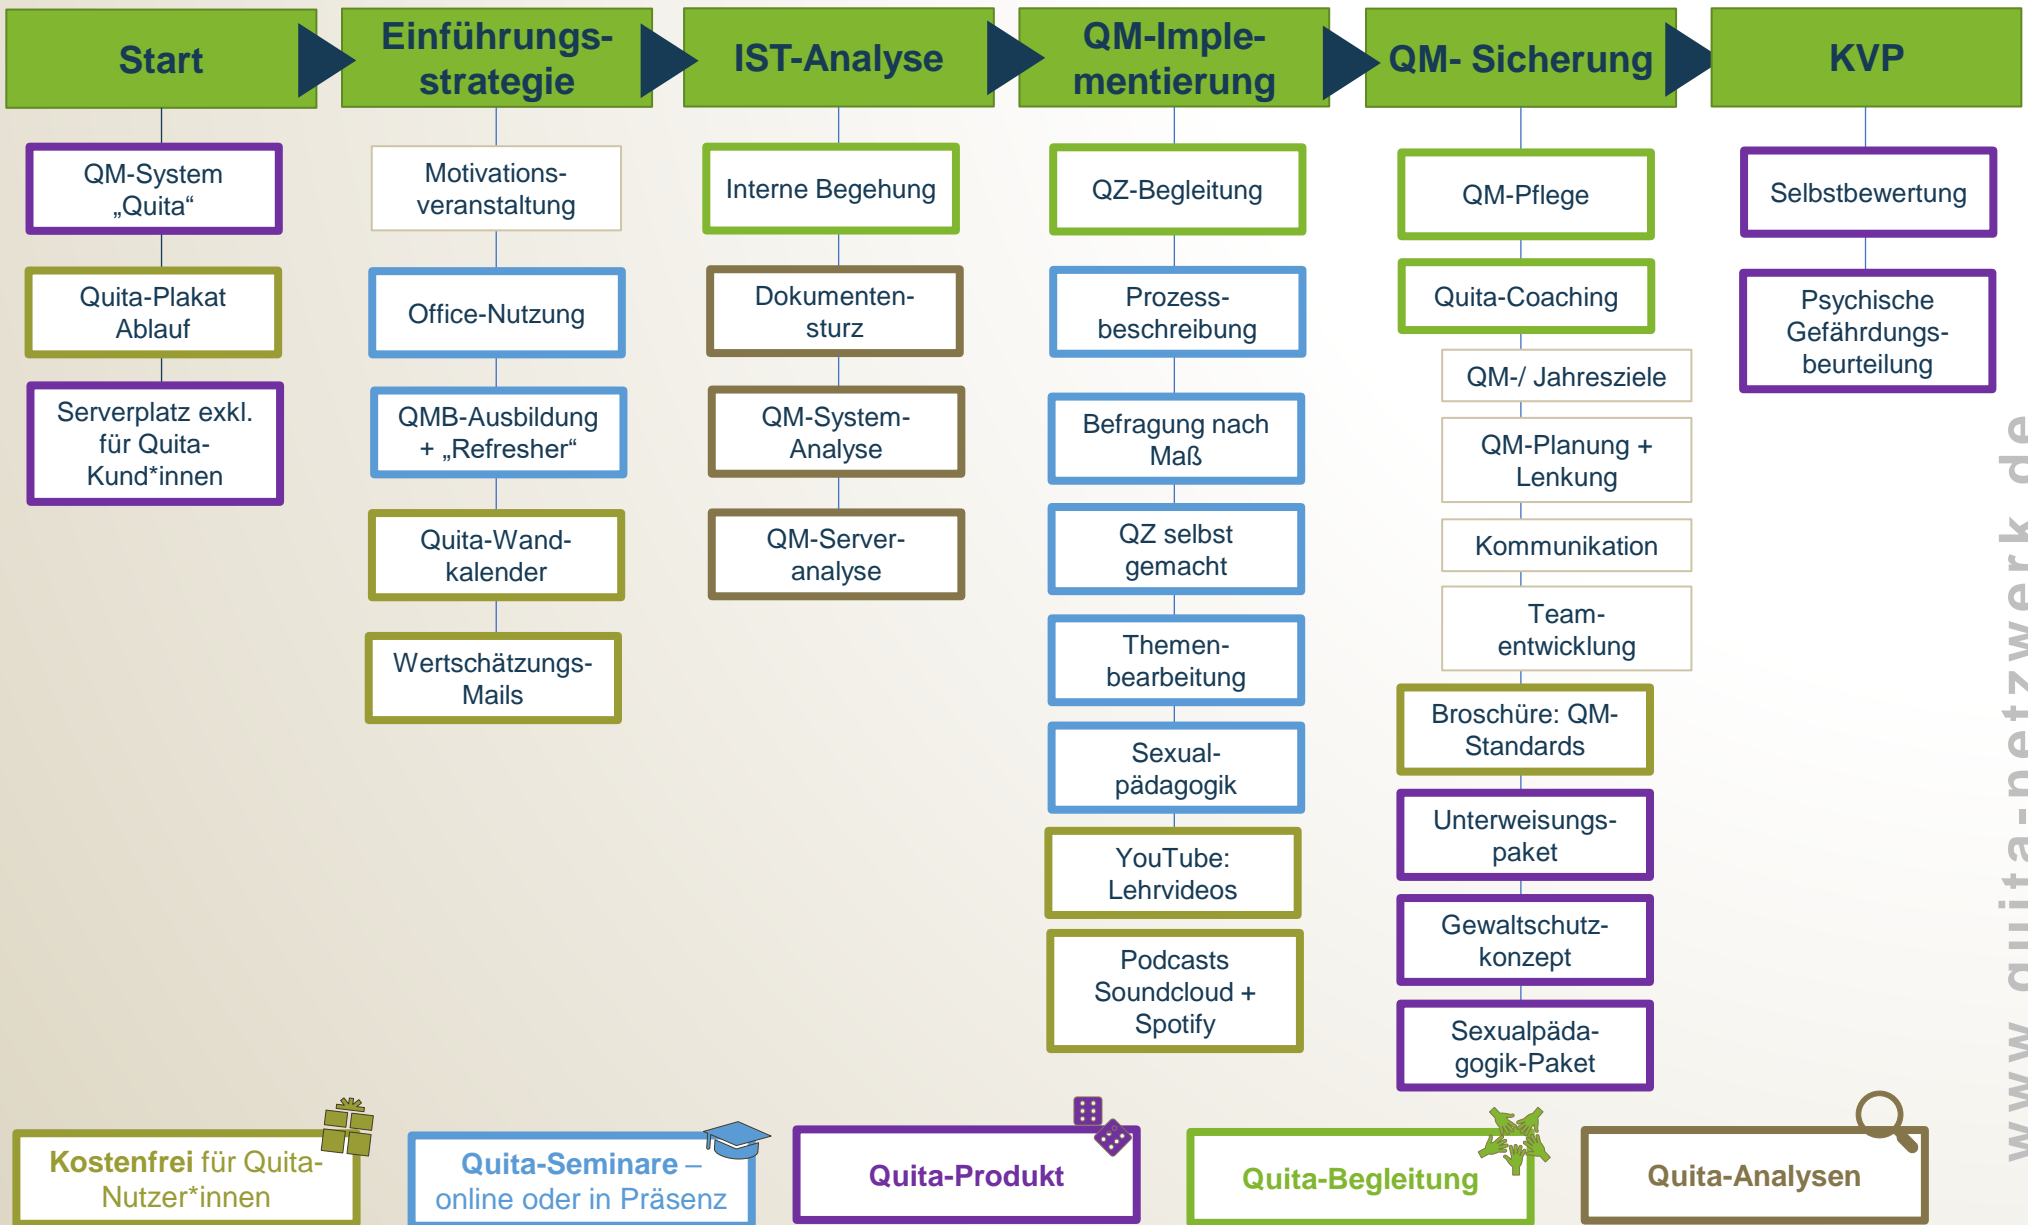 Start
Einführungs-
strategie
IST-Analyse
QM-Imple-
mentierung
QM- Sicherung
KVP
QM-System
„Quita“
Quita-Plakat
Ablauf
Serverplatz exkl.
für Quita-
Kund*innen
Motivations-
veranstaltung
Office-Nutzung
QMB-Ausbildung
+ „Refresher“
Quita-Wand-
kalender
Wertschätzungs-
Mails
Interne Begehung
Dokumenten-
sturz
QM-System-
Analyse
QM-Server-
analyse
QZ-Begleitung
Prozess-
beschreibung
Befragung nach
Maß
QZ selbst
gemacht
Themen-
bearbeitung
Sexual-
pädagogik
YouTube:
Lehrvideos
Podcasts
Soundcloud +
Spotify
QM-Pflege
Quita-Coaching
QM-/ Jahresziele
QM-Planung +
Lenkung
Kommunikation
Team-
entwicklung
Broschüre: QM-
Standards
Unterweisungs-
paket
Gewaltschutz-
konzept
Sexualpäda-
gogik-Paket
Selbstbewertung
Psychische
Gefährdungs-
beurteilung
www.quita-netzwerk.de
Kostenfrei für Quita-
Nutzer*innen
Quita-Seminare –
online oder in Präsenz
Quita-Produkt
Quita-Begleitung
Quita-Analysen